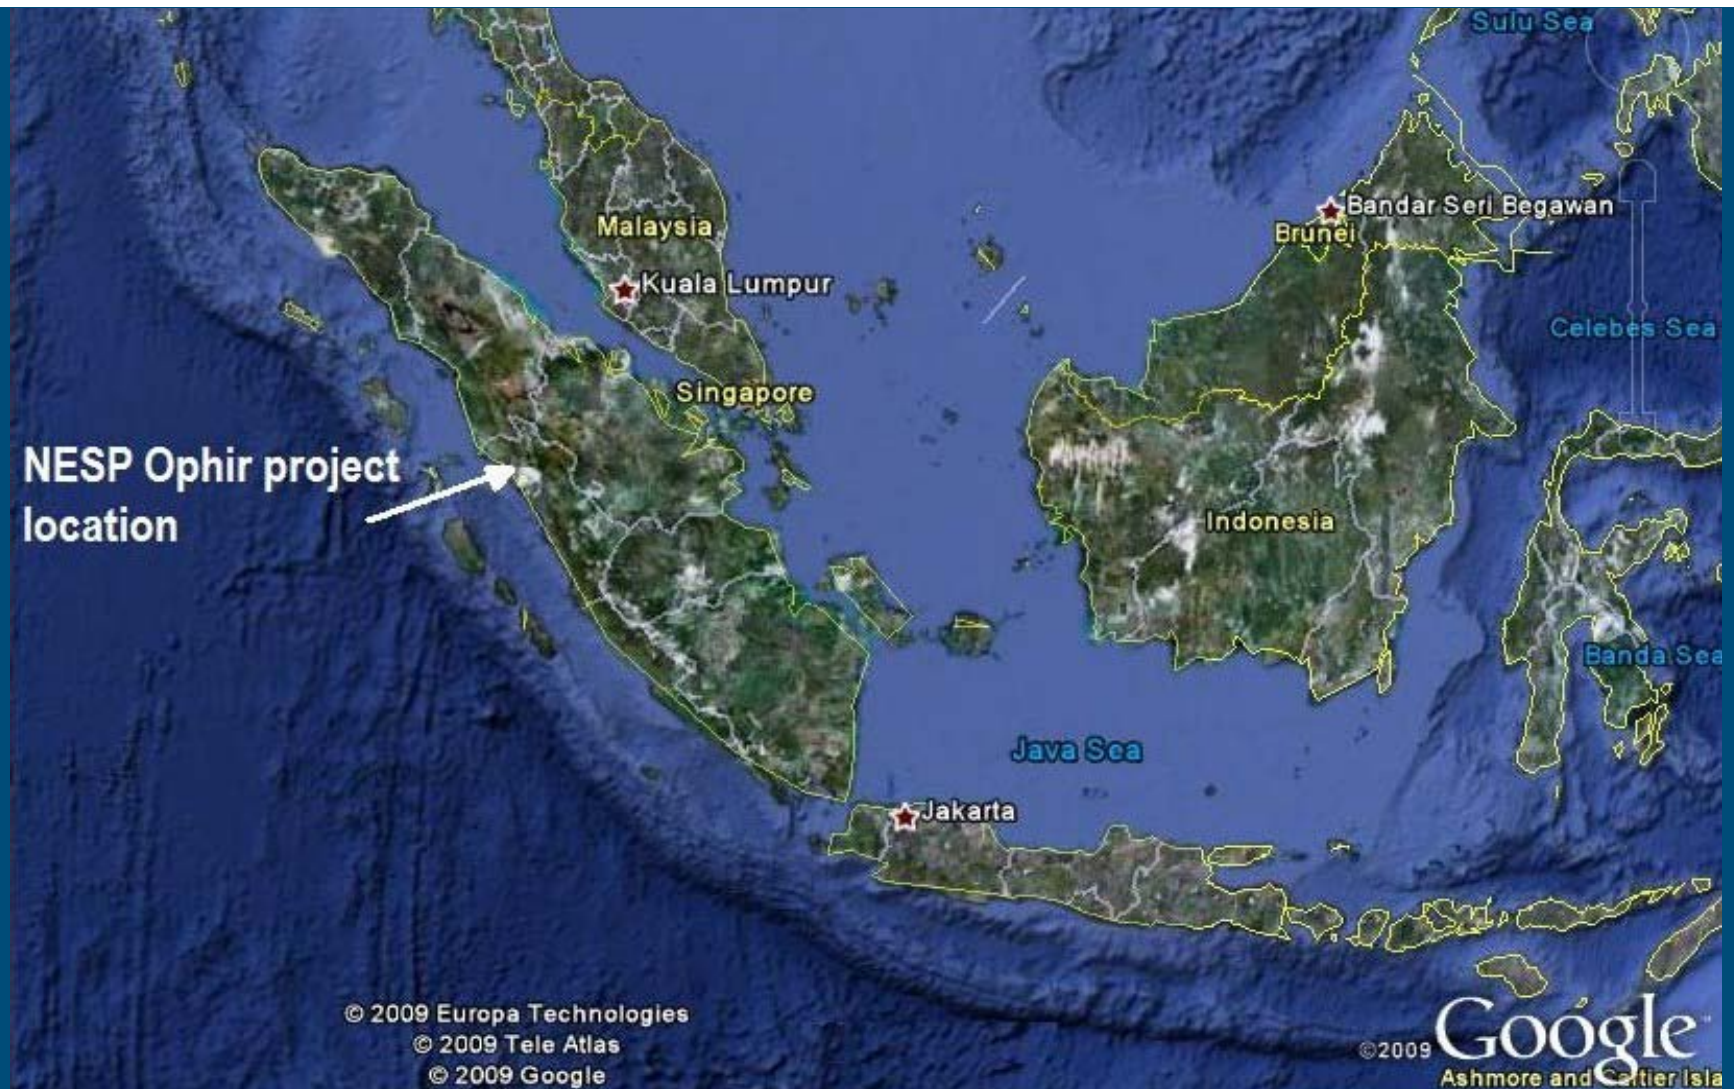 Sulu Sea
Bandar Seri Begawan
Malaysia
Brunei
Kuala Lumpur
Celebes Sea
Singapore
NESP Ophir project
location
Indonesia
Banda Sea
Java Sea
Jakarta
© 2009 Europa Technologies
© 2009 Tele Atlas
© 2009 Google
©2009 Google™
Ashmore and Cartier Isla